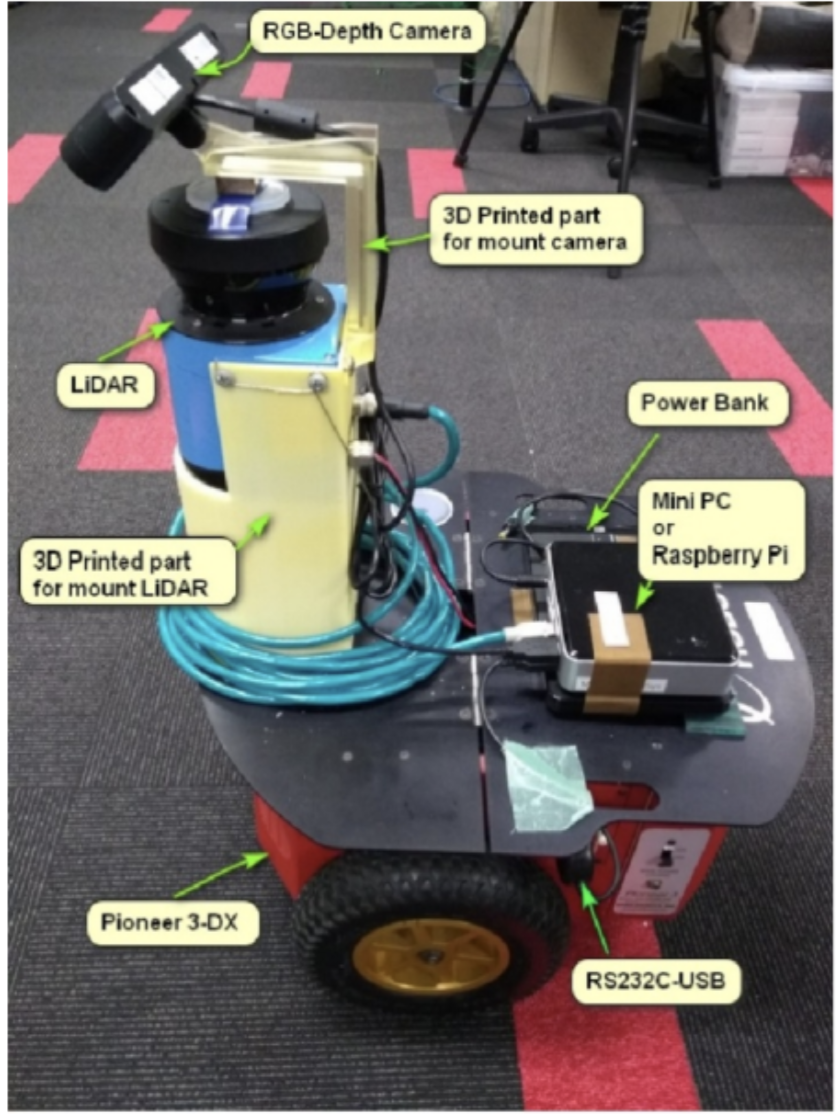 RGB-Depth Camera
3D Printed part
for mount camera
LiDAR
Power Bank
Mini PC
or
Raspberry Pi
3D Printed part
for mount LiDAR
Pioneer 3-DX
RS232C-USB